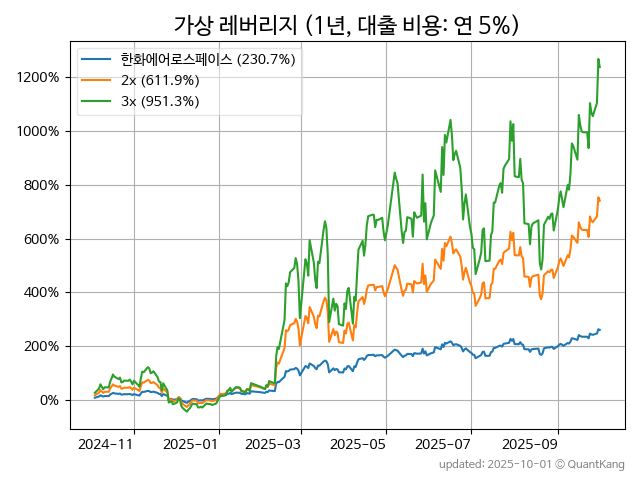 가상 레버리지 (1년, 대출 비용: 연 5%)
한화에어로스페이스 (230.7%)
2x (611.9%)
3x (951.3%)
1200%
1000%
800%
600%
400%
200%
0%
2024-11 2025-01 2025-03 2025-05 2025-07 2025-09
updated: 2025-10-01 © QuantKang